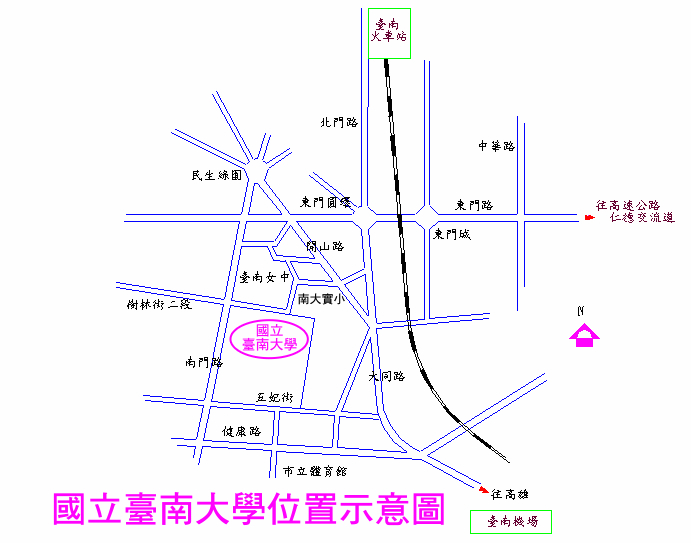 臺南
火車站
北門路
中華路
民生綠園
東門圓環
東門路
往高速公路
仁德交流道
東門城
開山路
臺南女中
南大實小
樹林街二段
N
國立
臺南大學
南門路
大同路
五妃街
健康路
市立體育館
往高雄
國立臺南大學位置示意圖
臺南機場